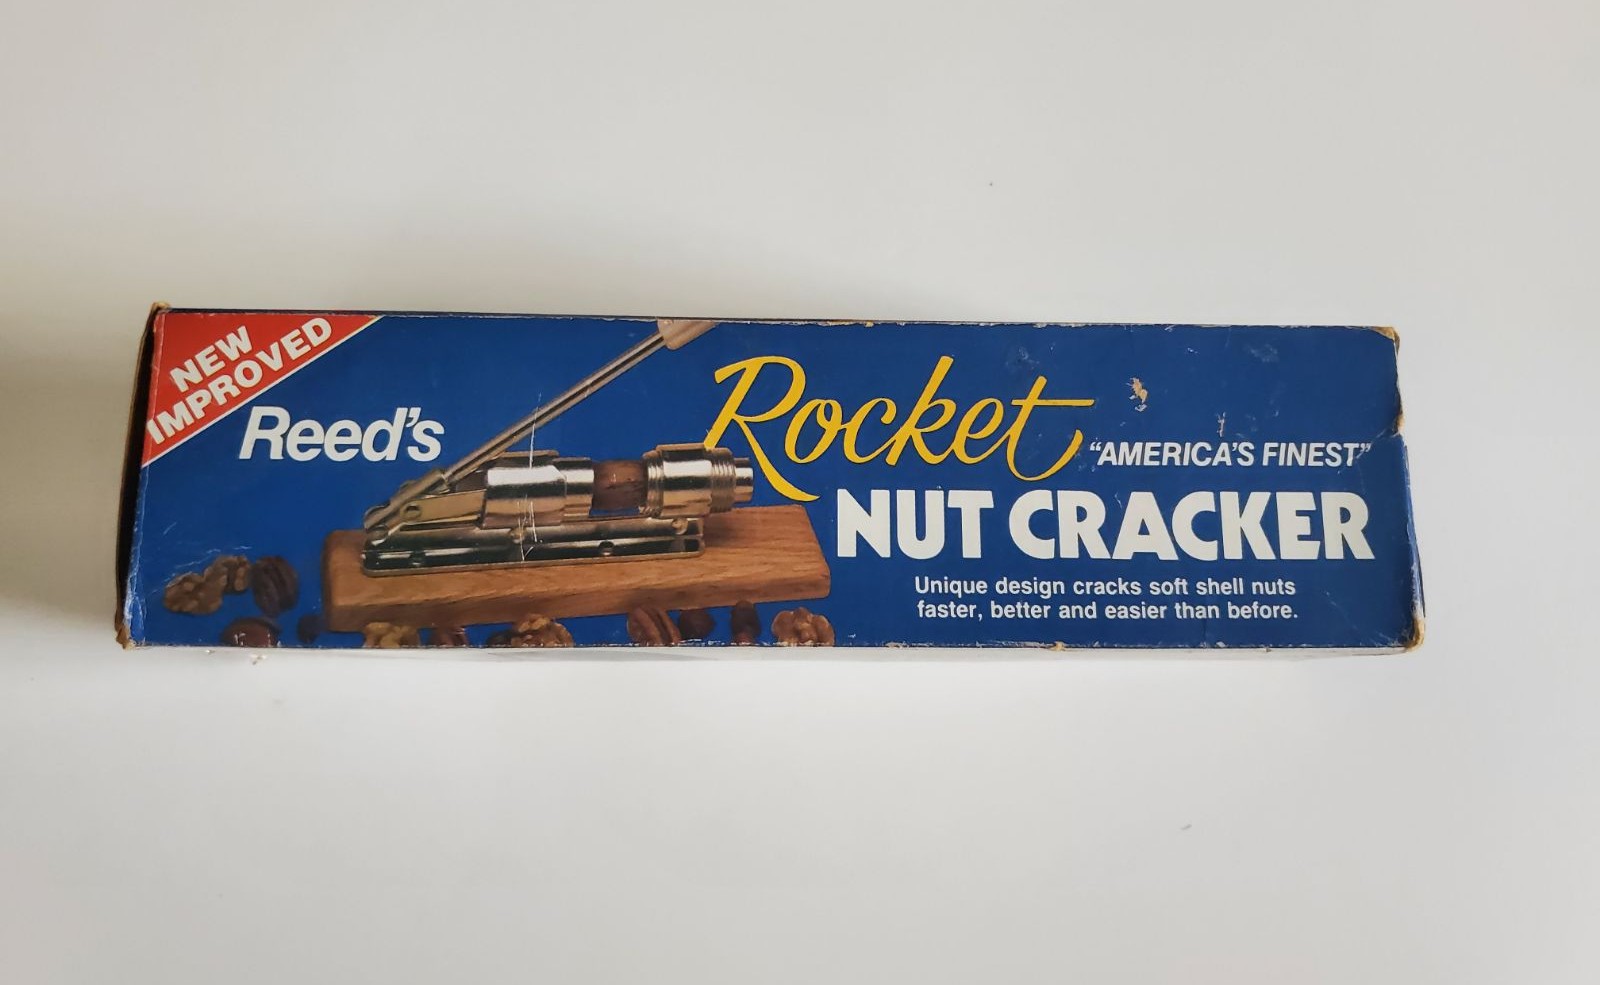 NEW
IMPROVED
Reed's
Rocket
"AMERICA'S FINEST"
NUT CRACKER
Unique design cracks soft shell nuts
faster, better and easier than before.